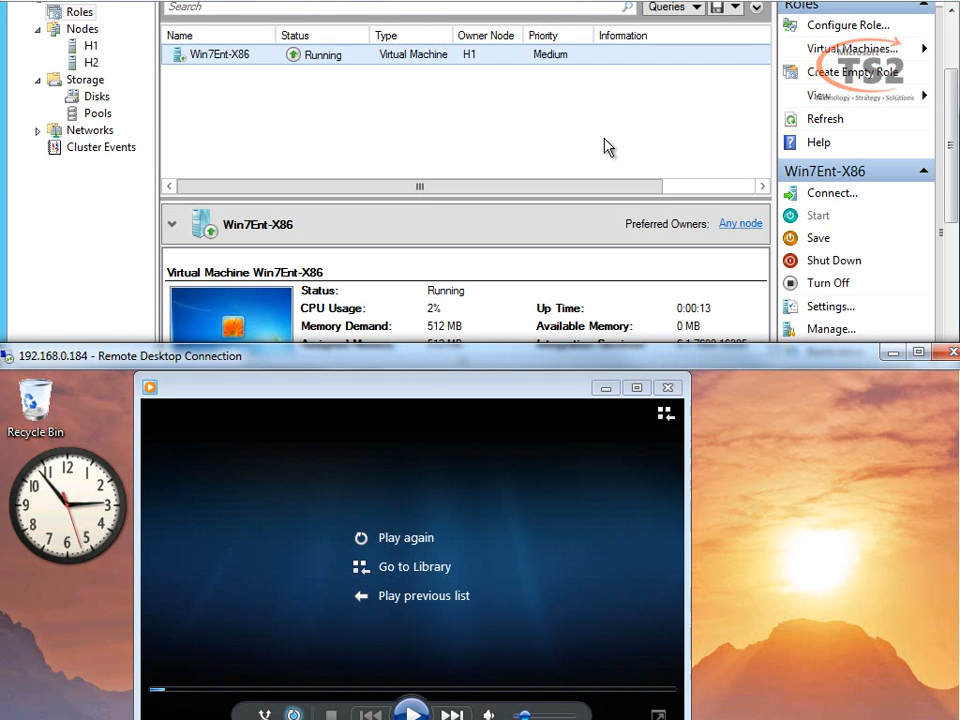 Roles
Nodes
H1
H2
Storage
Disks
Pools
Networks
Cluster Events
Search
Queries
Name Status Type Owner Node Priority Information
Win7Ent-X86 Running Virtual Machine H1 Medium
Win7Ent-X86 Preferred Owners: Any node
Virtual Machine Win7Ent-X86
Status: Running
CPU Usage: 2% Up Time: 0:00:13
Memory Demand: 512 MB Available Memory: 0 MB
Roles
Configure Role...
Virtual Machines...
Create Empty Role
View
Refresh
Help
Microsoft
TS2
Technology • Strategy • Solutions
Win7Ent-X86
Connect...
Start
Save
Shut Down
Turn Off
Settings...
Manage...
192.168.0.184 - Remote Desktop Connection
Recycle Bin
12
1
2
3
4
5
6
7
8
9
10
11
Play again
Go to Library
Play previous list